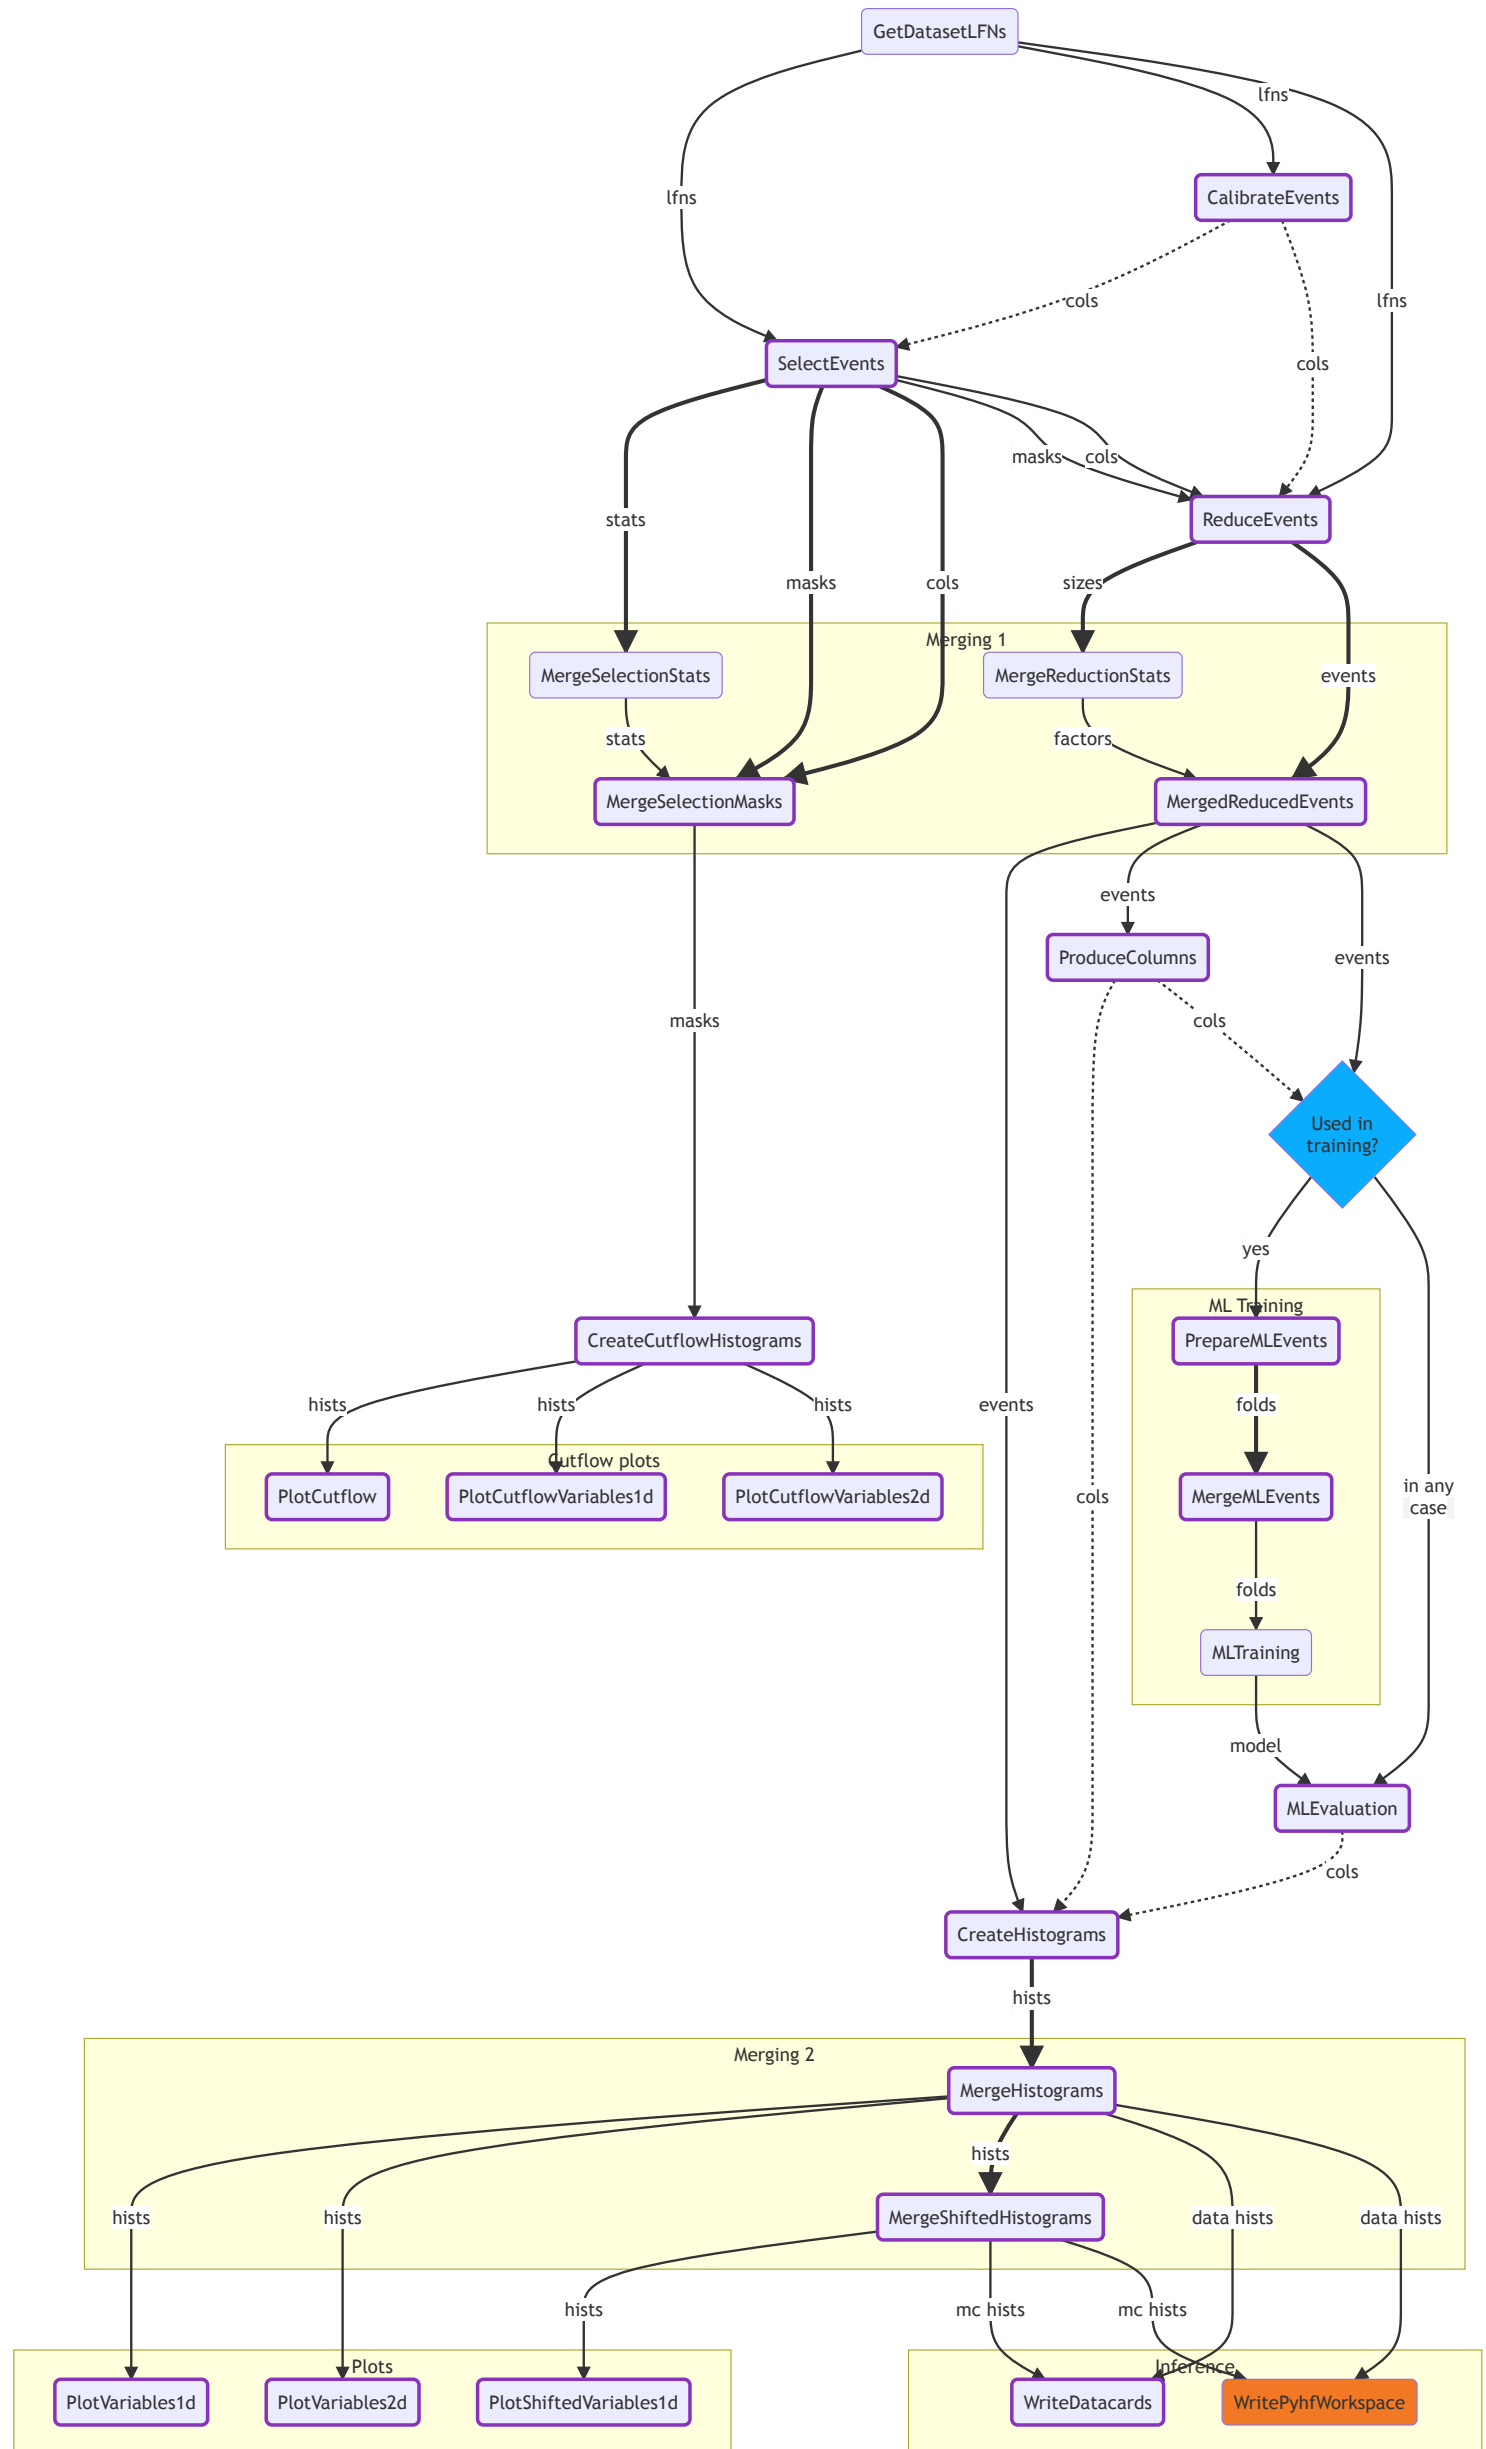 GetDatasetLFNs
lfns
lfns
CalibrateEvents
cols
lfns
SelectEvents
cols
masks
cols
stats
ReduceEvents
masks
cols
sizes
Merging 1
MergeSelectionStats
MergeReductionStats
events
stats
factors
MergeSelectionMasks
MergedReducedEvents
events
ProduceColumns
events
masks
cols
Used in
training?
yes
ML Training
CreateCutflowHistograms
PrepareMLEvents
hists
hists
hists
events
folds
Cutflow plots
PlotCutflow
PlotCutflowVariables1d
PlotCutflowVariables2d
cols
MergeMLEvents
in any
case
folds
MLTraining
model
MLEvaluation
cols
CreateHistograms
hists
Merging 2
MergeHistograms
hists
hists
hists
MergeShiftedHistograms
data hists
data hists
hists
mc hists
mc hists
Plots
Inference
PlotVariables1d
PlotVariables2d
PlotShiftedVariables1d
WriteDatacards
WritePyhfWorkspace